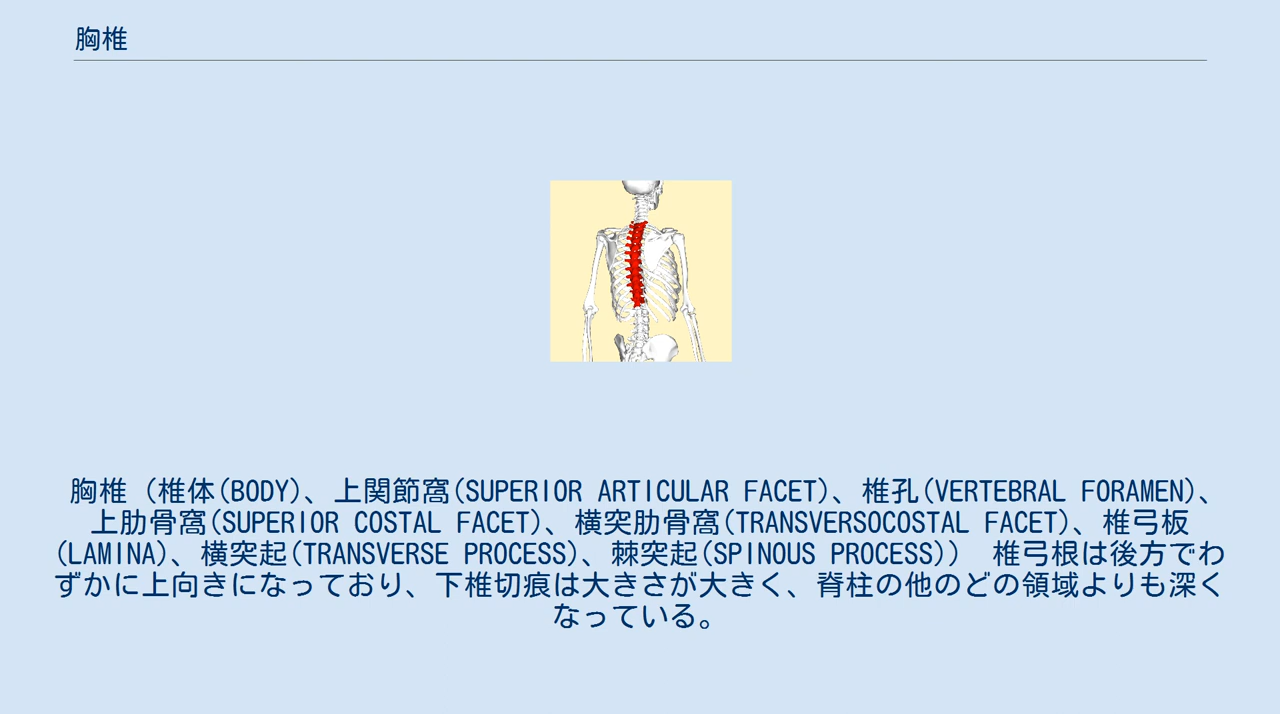 胸椎
胸椎 (椎体(BODY)、上関節窩(SUPERIOR ARTICULAR FACET)、椎孔(VERTEBRAL FORAMEN)、
上肋骨窩(SUPERIOR COSTAL FACET)、横突肋骨窩(TRANSVERSOCOSTAL FACET)、椎弓板
(LAMINA)、横突起(TRANSVERSE PROCESS)、棘突起(SPINOUS PROCESS)) 椎弓根は後方でわ
ずかに上向きになっており、下椎切痕は大きさが大きく、脊柱の他のどの領域よりも深く
なっている。